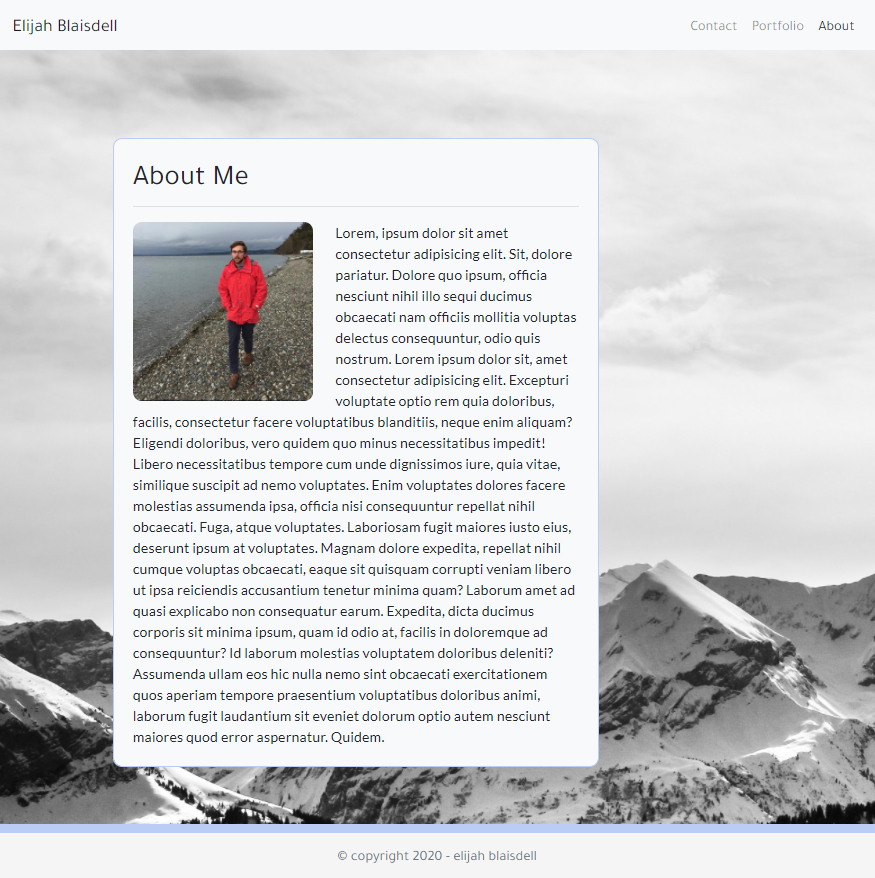 Elijah Blaisdell
Contact Portfolio About
About Me
Lorem, ipsum dolor sit amet
consectetur adipisicing elit. Sit, dolore
pariatur. Dolore quo ipsum, officia
nesciunt nihil illo sequi ducimus
obcaecati nam officiis mollitia voluptas
delectus consequuntur, odio quis
nostrum. Lorem ipsum dolor sit, amet
consectetur adipisicing elit. Excepturi
voluptate optio rem quia doloribus,
facilis, consectetur facere voluptatibus blanditiis, neque enim aliquam?
Eligendi doloribus, vero quidem quo minus necessitatibus impedit!
Libero necessitatibus tempore cum unde dignissimos iure, quia vitae,
similique suscipit ad nemo voluptates. Enim voluptates dolores facere
molestias assumenda ipsa, officia nisi consequuntur repellat nihil
obcaecati. Fuga, atque voluptates. Laboriosam fugit maiores iusto eius,
deserunt ipsum at voluptates. Magnam dolore expedita, repellat nihil
cumque voluptas obcaecati, eaque sit quisquam corrupti veniam libero
ut ipsa reiciendis accusantium tenetur minima quam? Laborum amet ad
quasi explicabo non consequatur earum. Expedita, dicta ducimus
corporis sit minima ipsum, quam id odio at, facilis in doloremque ad
consequuntur? Id laborum molestias voluptatem doloribus deleniti?
Assumenda ullam eos hic nulla nemo sint obcaecati exercitationem
quos aperiam tempore praesentium voluptatibus doloribus animi,
laborum fugit laudantium sit eveniet dolorum optio autem nesciunt
maiores quod error aspernatur. Quidem.
© copyright 2020 - elijah blaisdell